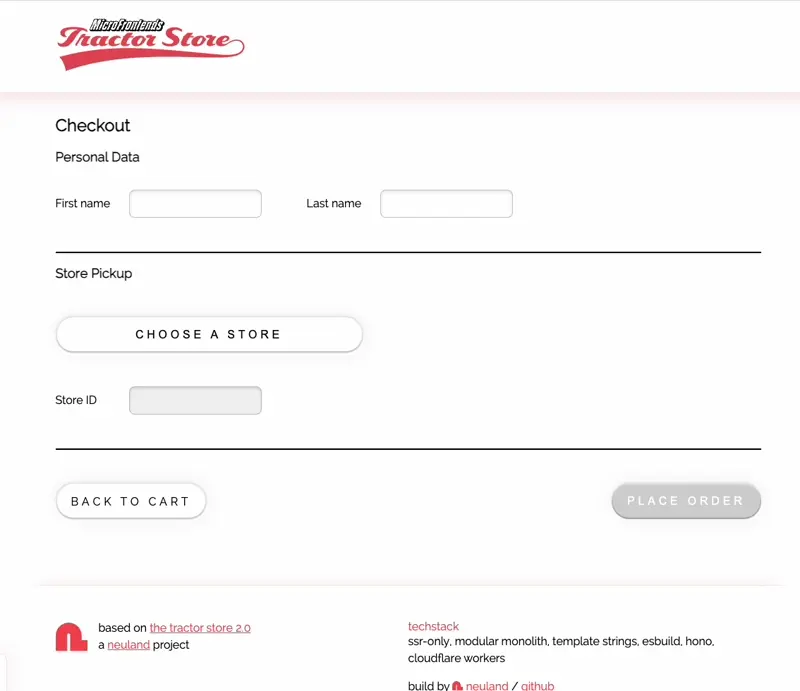 MicroFrontends
Tractor Store
Checkout
Personal Data
First name
Last name
Store Pickup
CHOOSE A STORE
Store ID
BACK TO CART
PLACE ORDER
based on the tractor store 2.0
a neuland project
techstack
ssr-only, modular monolith, template strings, esbuild, hono,
cloudflare workers
build by neuland / github